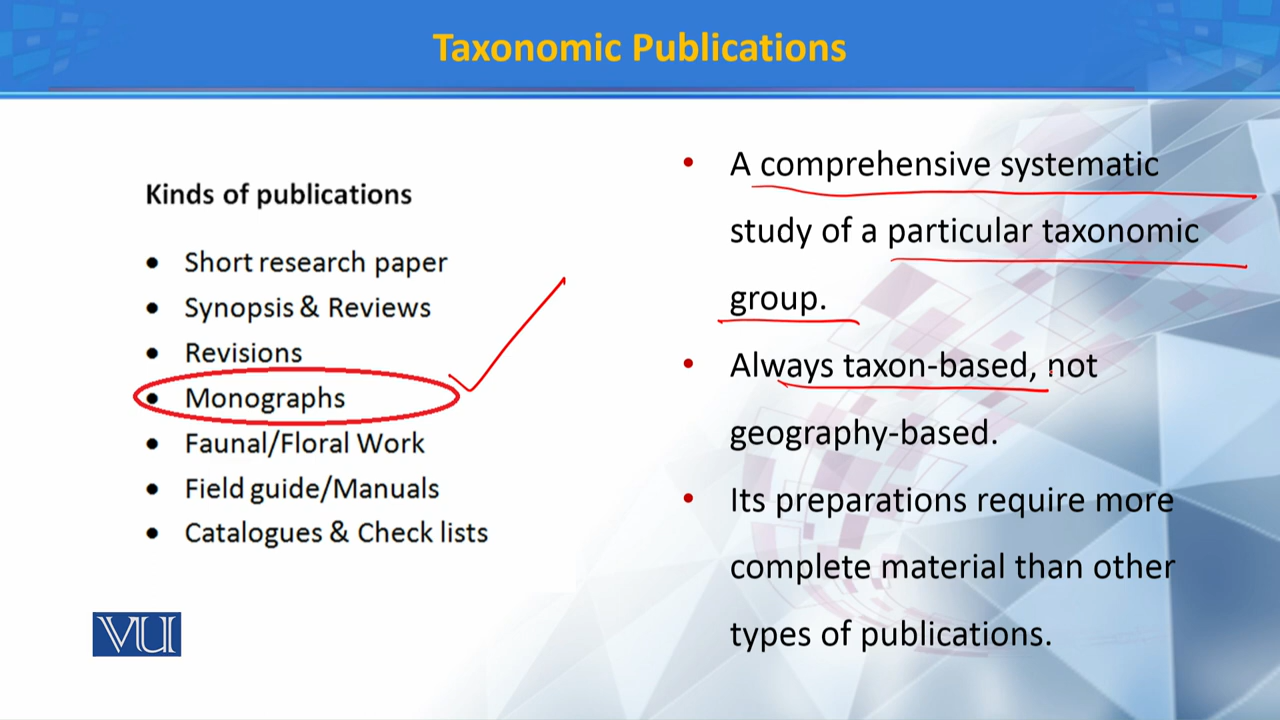 Taxonomic Publications
Kinds of publications
• Short research paper
• Synopsis & Reviews
• Revisions
• Monographs
• Faunal/Floral Work
• Field guide/Manuals
• Catalogues & Check lists
VU
• A comprehensive systematic
study of a particular taxonomic
group.
• Always taxon-based, not
geography-based.
• Its preparations require more
complete material than other
types of publications.